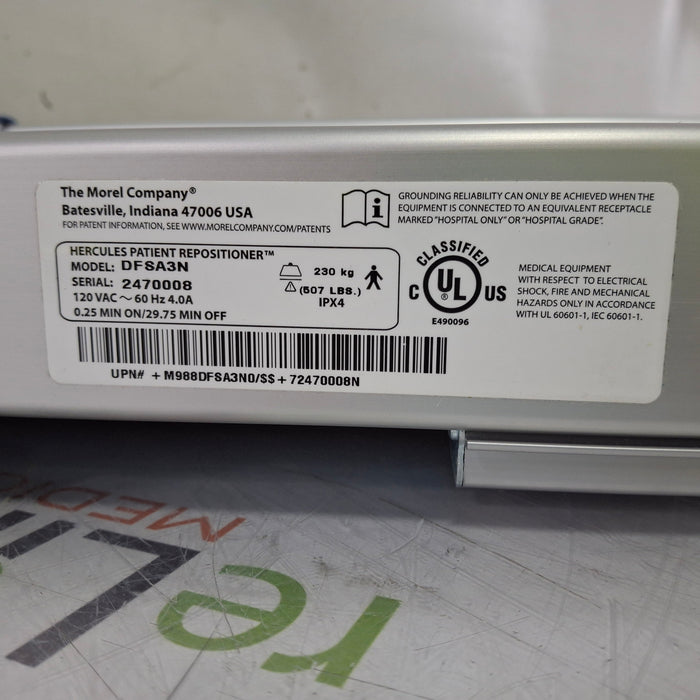 The Morel Company®
Batesville, Indiana 47006 USA
FOR PATENT INFORMATION, SEE WWW.MORELCOMPANY.COM/PATENTS
GROUNDING RELIABILITY CAN ONLY BE ACHIEVED WHEN THE
EQUIPMENT IS CONNECTED TO AN EQUIVALENT RECEPTACLE
MARKED "HOSPITAL ONLY" OR "HOSPITAL GRADE".
HERCULES PATIENT REPOSITIONER™
MODEL: DFSA3N
SERIAL: 2470008
120 VAC ~ 60 Hz 4.0A
0.25 MIN ON/29.75 MIN OFF
230 kg
(507 LBS.)
IPX4
CLASSIFIED
C UL US
E490096
MEDICAL EQUIPMENT
WITH RESPECT TO ELECTRICAL
SHOCK, FIRE AND MECHANICAL
HAZARDS ONLY IN ACCORDANCE
WITH UL 60601-1, IEC 60601-1.
UPN# + M988DFSA3N0/$$ + 72470008N
re